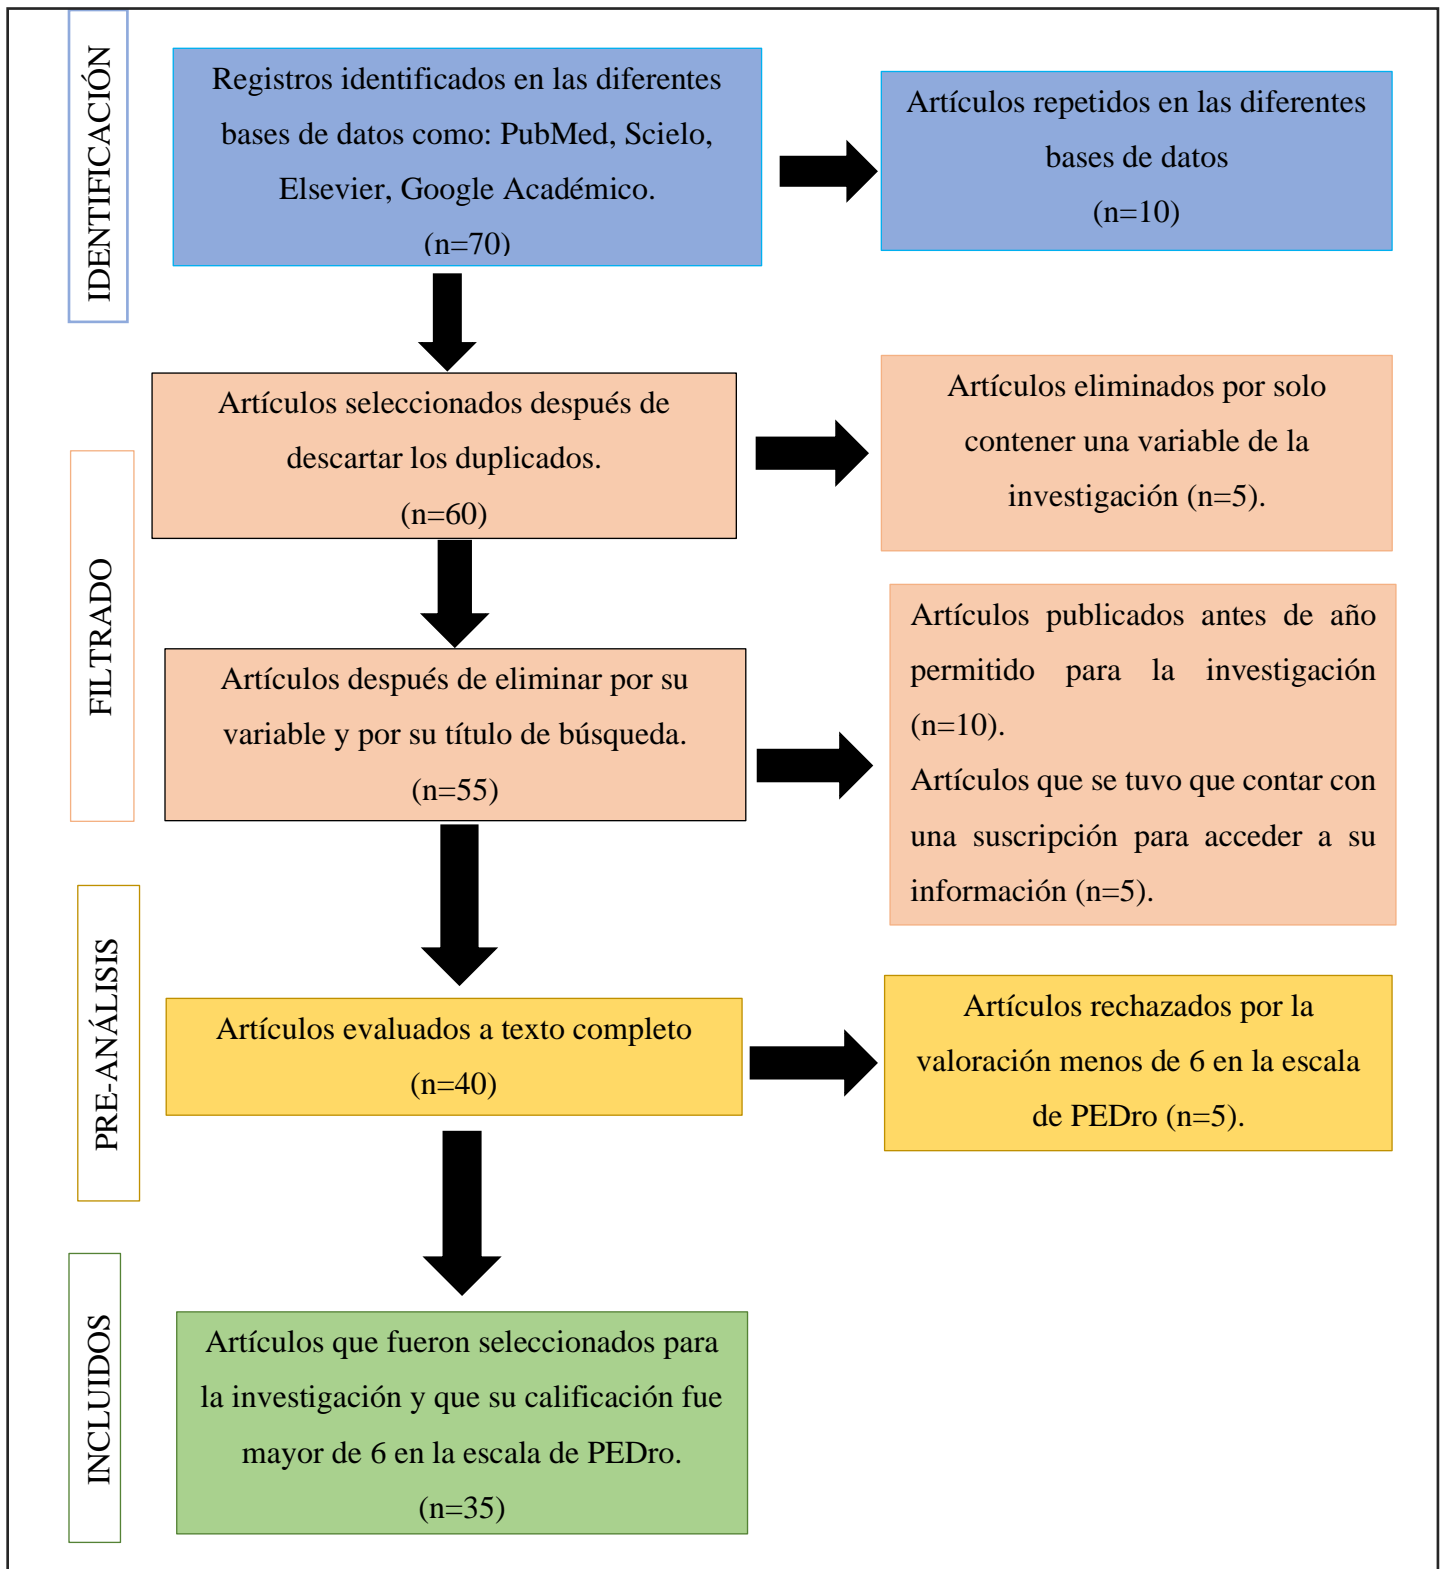 IDENTIFICACIÓN
Registros identificados en las diferentes
bases de datos como: PubMed, Scielo,
Elsevier, Google Académico.
(n=70)
Artículos repetidos en las diferentes
bases de datos
(n=10)
FILTRADO
Artículos seleccionados después de
descartar los duplicados.
(n=60)
Artículos eliminados por solo
contener una variable de la
investigación (n=5).
Artículos después de eliminar por su
variable y por su título de búsqueda.
(n=55)
Artículos publicados antes de año
permitido para la investigación
(n=10).
Artículos que se tuvo que contar con
una suscripción para acceder a su
información (n=5).
PRE-ANÁLISIS
Artículos evaluados a texto completo
(n=40)
Artículos rechazados por la
valoración menos de 6 en la escala
de PEDro (n=5).
INCLUIDOS
Artículos que fueron seleccionados para
la investigación y que su calificación fue
mayor de 6 en la escala de PEDro.
(n=35)